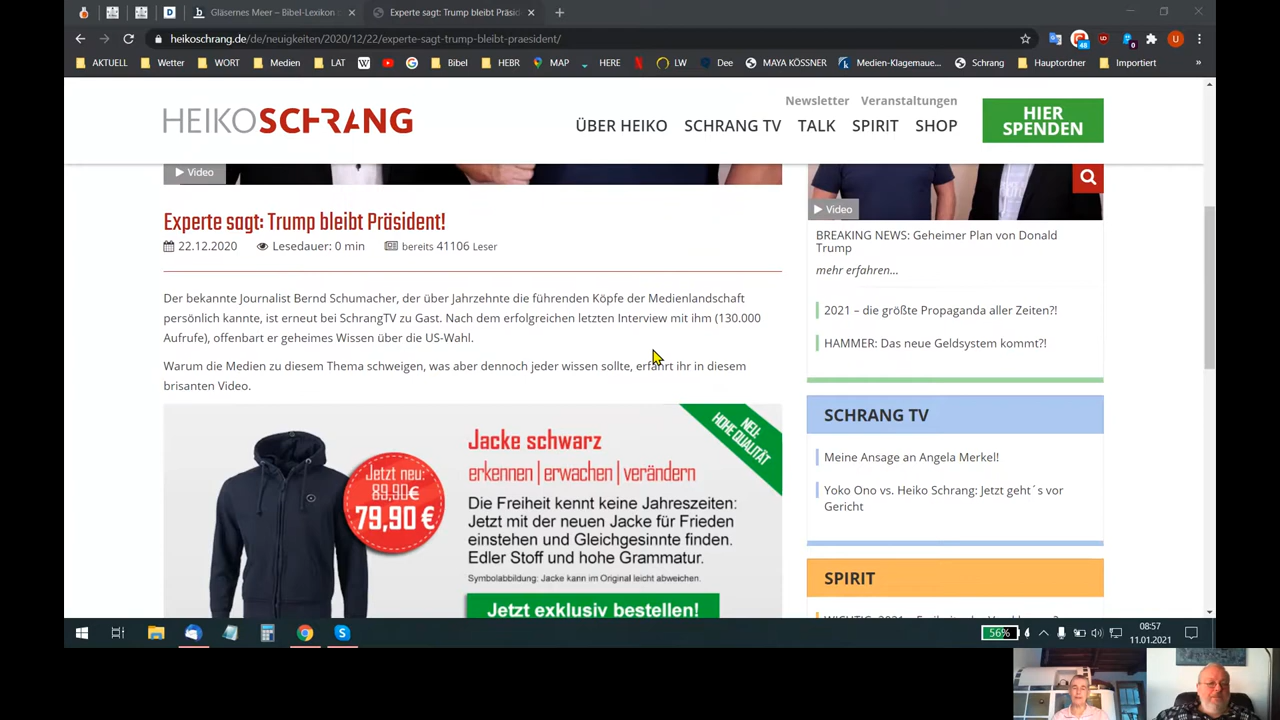 Gläsernes Meer – Bibel-Lexikon
Experte sagt: Trump bleibt Präsid
heikoschrang.de/de/neuigkeiten/2020/12/22/experte-sagt-trump-bleibt-praesident/
AKTUELL Wetter WORT Medien LAT Bibel HEBR MAP HERE LW Dee MAYA KÖSSNER Medien-Klagemaue... Schrang Hauptordner Importiert »
Newsletter Veranstaltungen
HEIKOSCHRANG
ÜBER HEIKO SCHRANG TV TALK SPIRIT SHOP
HIER
SPENDEN
Video
Experte sagt: Trump bleibt Präsident!
22.12.2020 Lesedauer: 0 min bereits 41106 Leser
Der bekannte Journalist Bernd Schumacher, der über Jahrzehnte die führenden Köpfe der Medienlandschaft
persönlich kannte, ist erneut bei SchrangTV zu Gast. Nach dem erfolgreichen letzten Interview mit ihm (130.000
Aufrufe), offenbart er geheimes Wissen über die US-Wahl.
Warum die Medien zu diesem Thema schweigen, was aber dennoch jeder wissen sollte, erfahrt ihr in diesem
brisanten Video.
NEU:
HOHE QUALITÄT
Jacke schwarz
erkennen | erwachen | verändern
Jetzt neu:
89,90€
79,90 €
Die Freiheit kennt keine Jahreszeiten:
Jetzt mit der neuen Jacke für Frieden
einstehen und Gleichgesinnte finden.
Edler Stoff und hohe Grammatur.
Symbolabbildung: Jacke kann im Original leicht abweichen.
Jetzt exklusiv bestellen!
Video
BREAKING NEWS: Geheimer Plan von Donald
Trump
mehr erfahren...
2021 – die größte Propaganda aller Zeiten?!
HAMMER: Das neue Geldsystem kommt?!
SCHRANG TV
Meine Ansage an Angela Merkel!
Yoko Ono vs. Heiko Schrang: Jetzt geht´s vor
Gericht
SPIRIT
56%
08:57
11.01.2021